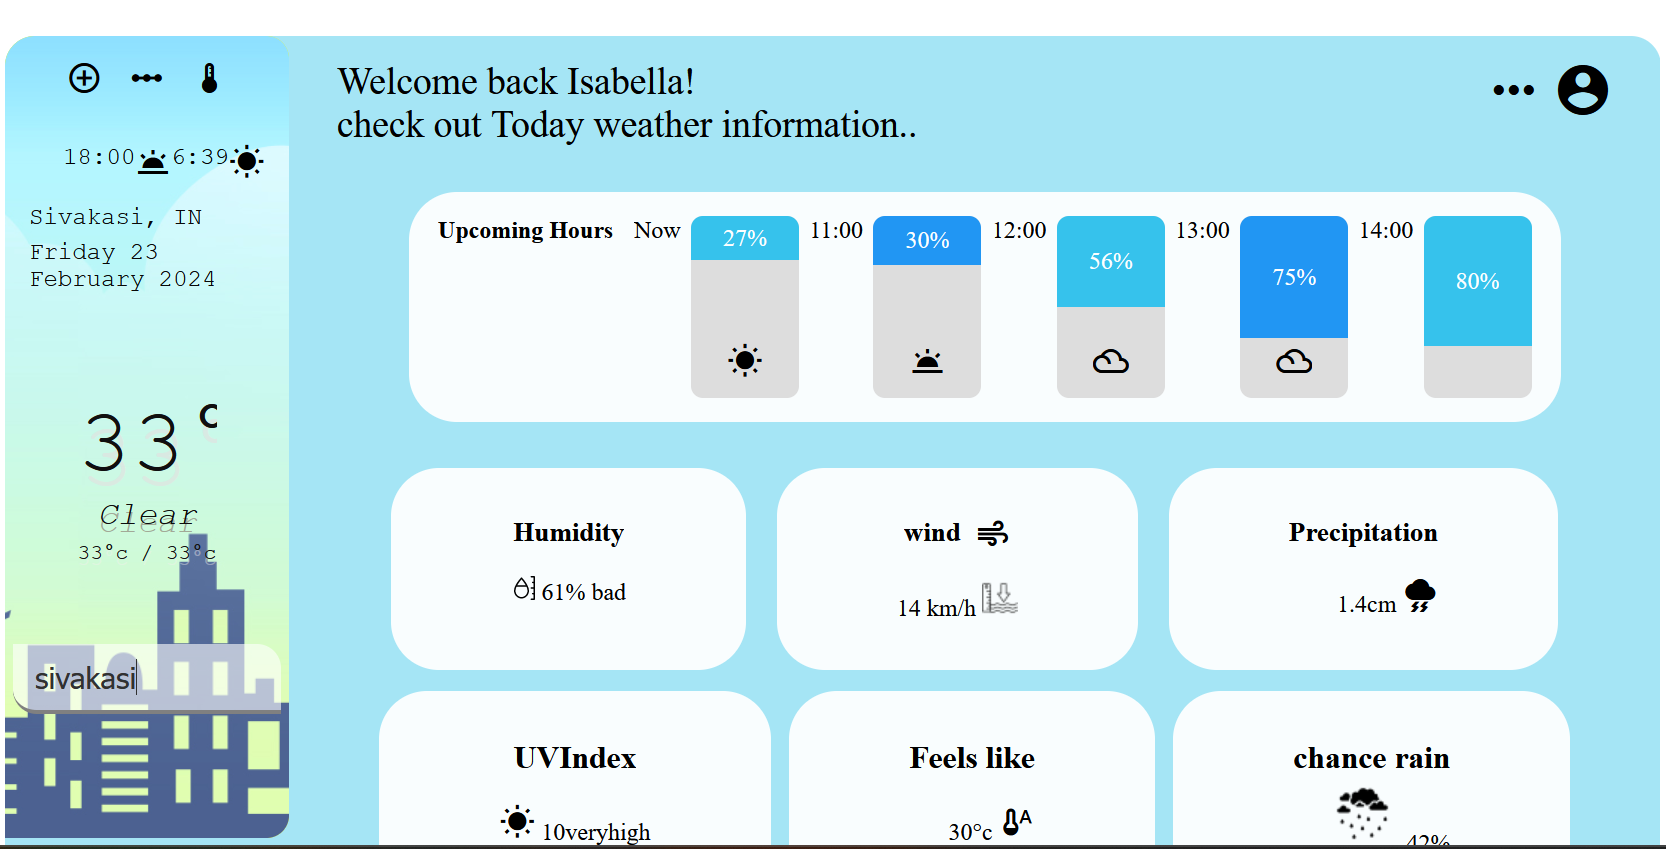 18:00 6:39
Sivakasi, IN
Friday 23
February 2024
33°
Clear
33°c / 33°c
sivakasi
Welcome back Isabella!
check out Today weather information..
Upcoming Hours Now 27% 11:00 30% 12:00 56% 13:00 75% 14:00 80%
Humidity
61% bad
wind
14 km/h
Precipitation
1.4cm
UVIndex
10veryhigh
Feels like
30°c A
chance rain
42%